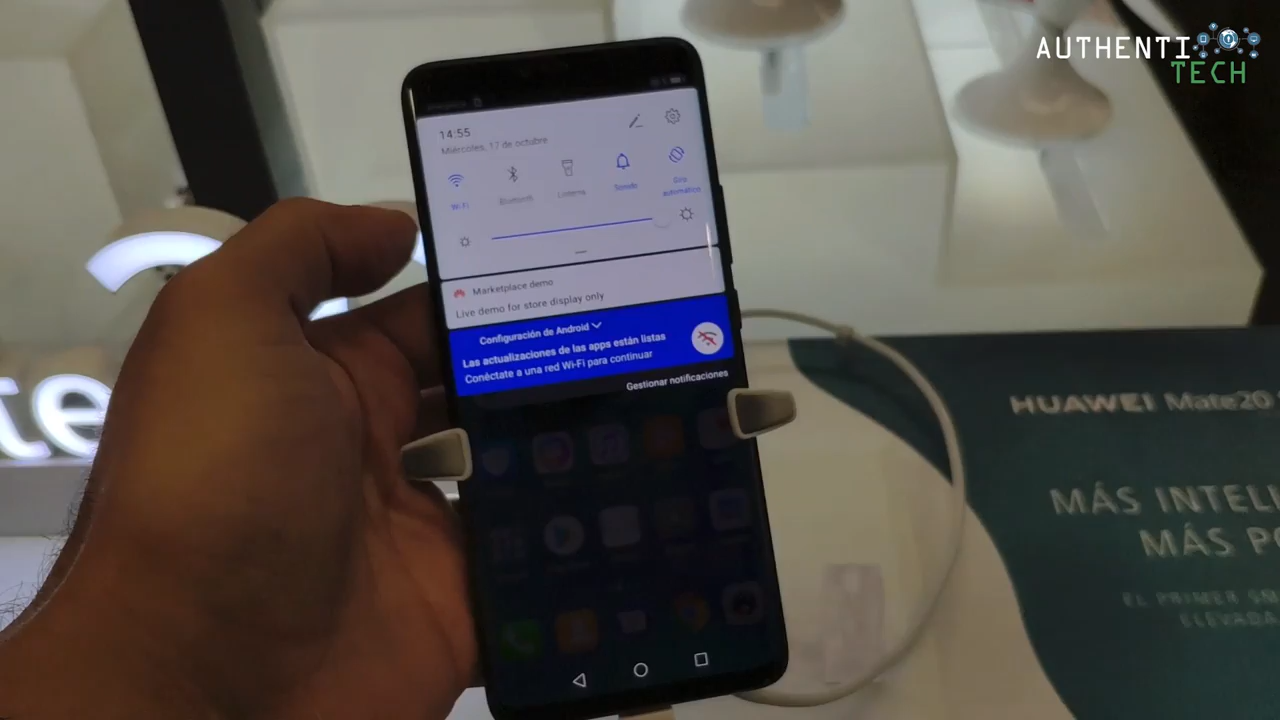 AUTHENTI
TECH
14:55
Miércoles, 17 de octubre
Wi-Fi
Bluetooth
Linterna
Sonido
Giro
automático
Marketplace demo
Live demo for store display only
Configuración de Android
Las actualizaciones de las apps están listas
Conéctate a una red Wi-Fi para continuar
Gestionar notificaciones
te
HUAWEI Mate20
MÁS INTELI
MÁS PO
EL PRIMER
ELEVADA